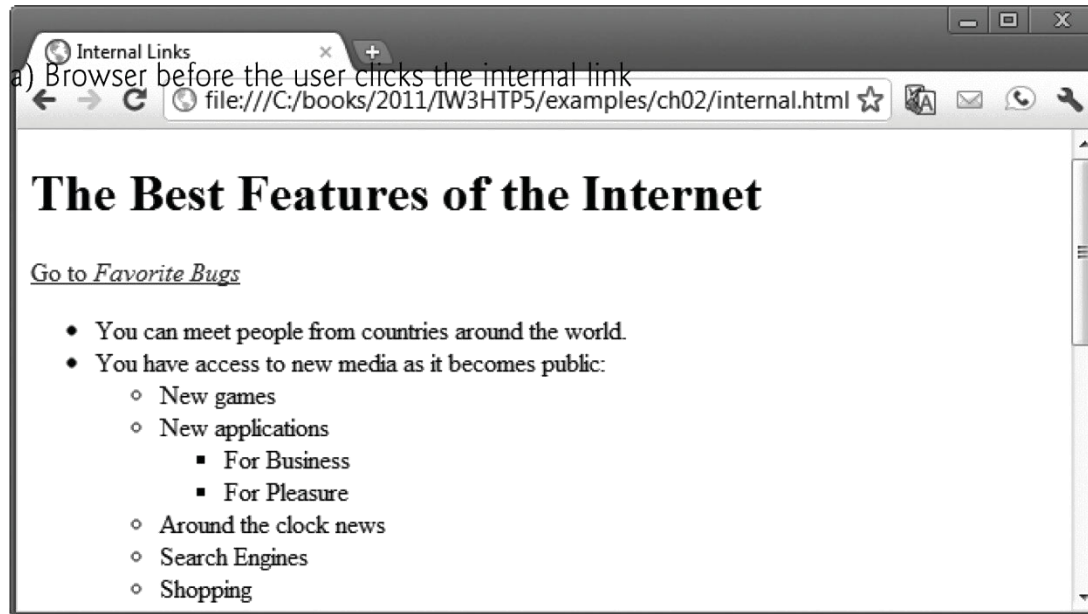 Internal Links
a) Browser before the user clicks the internal link
file:///C:/books/2011/IW3HTP5/examples/ch02/internal.html
The Best Features of the Internet
Go to Favorite Bugs
You can meet people from countries around the world.
You have access to new media as it becomes public:
New games
New applications
For Business
For Pleasure
Around the clock news
Search Engines
Shopping